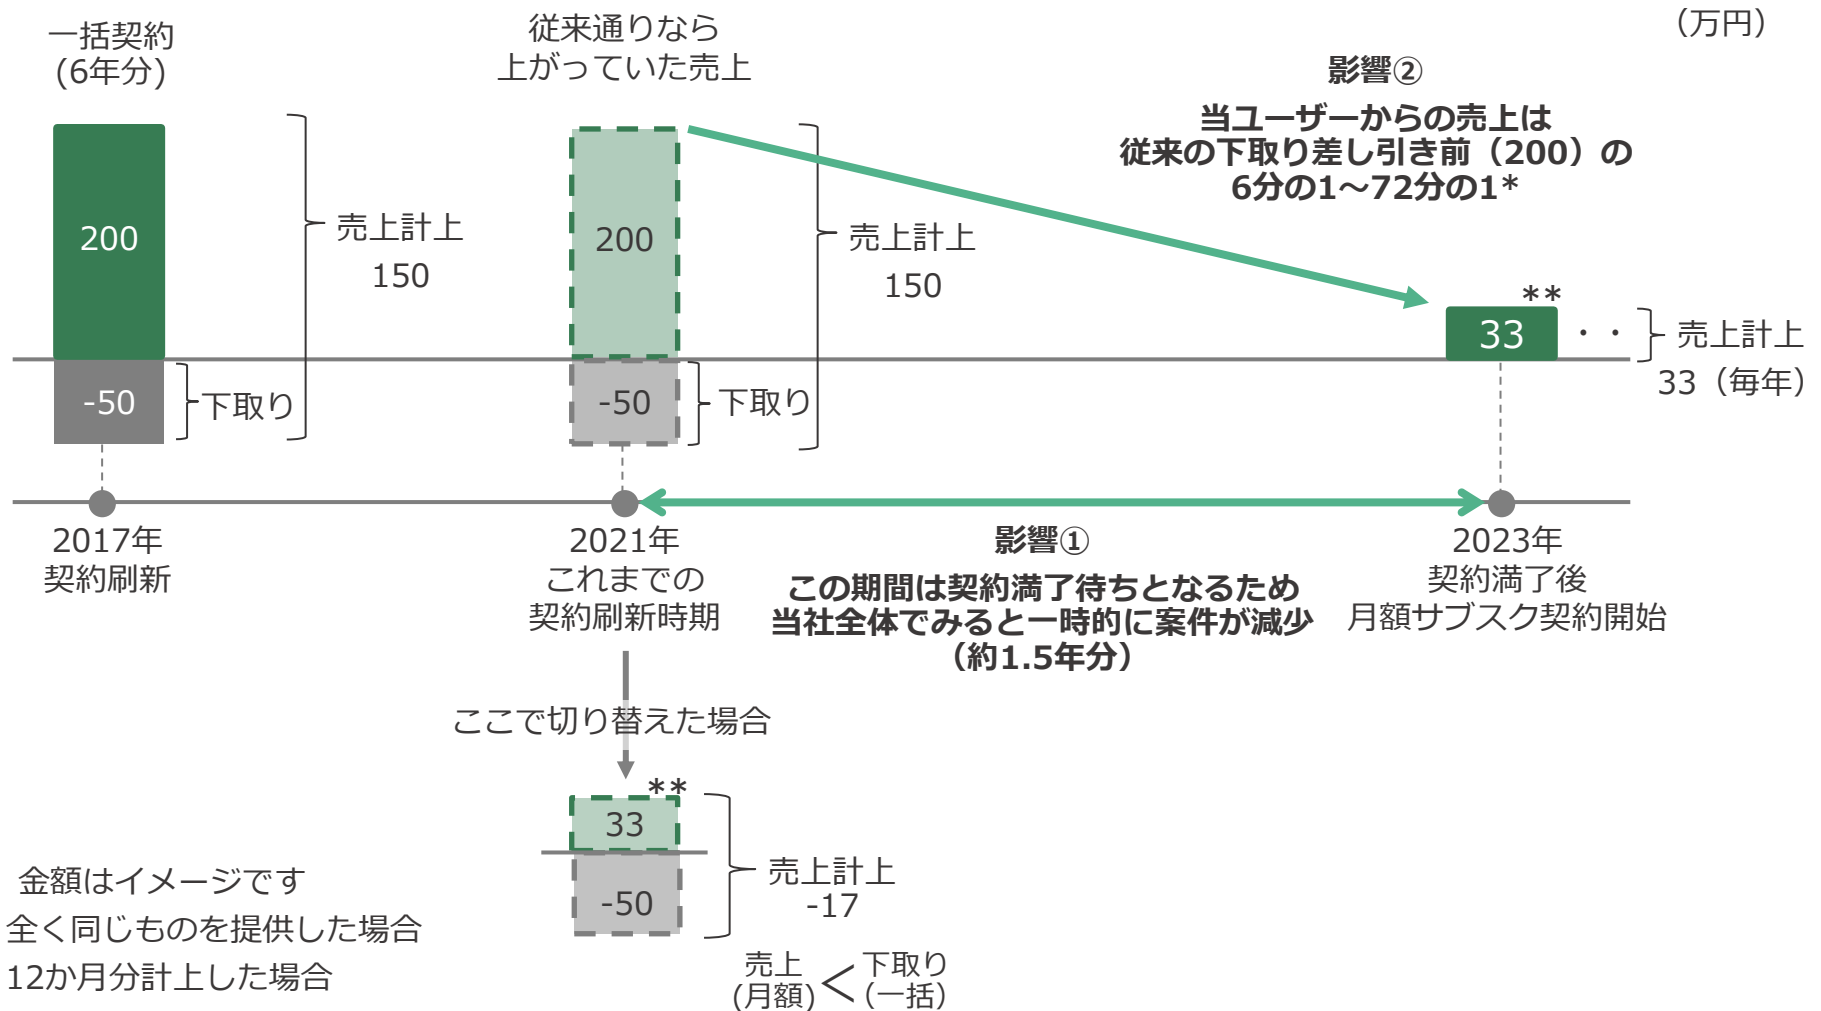 （万円）
一括契約
(6年分)
従来通りなら
上がっていた売上
影響②
当ユーザーからの売上は
従来の下取り差し引き前（200）の
6分の1～72分の1*
200
売上計上
150
-50
下取り
200
売上計上
150
-50
下取り
**
33
・・
売上計上
33（毎年）
2017年
契約刷新
2021年
これまでの
契約刷新時期
影響①
この期間は契約満了待ちとなるため
当社全体でみると一時的に案件が減少
（約1.5年分）
2023年
契約満了後
月額サブスク契約開始
ここで切り替えた場合
**
33
-50
売上計上
-17
売上
(月額)
＜
下取り
（一括）
金額はイメージです
全く同じものを提供した場合
12か月分計上した場合